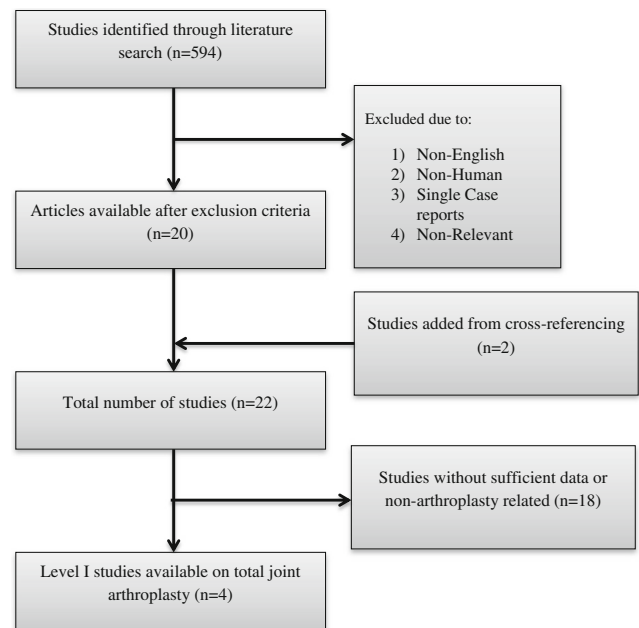 Studies identified through literature
search (n=594)
Excluded due to:
1) Non-English
2) Non-Human
3) Single Case
reports
4) Non-Relevant
Articles available after exclusion criteria
(n=20)
Studies added from cross-referencing
(n=2)
Total number of studies (n=22)
Studies without sufficient data or
non-arthroplasty related (n=18)
Level I studies available on total joint
arthroplasty (n=4)